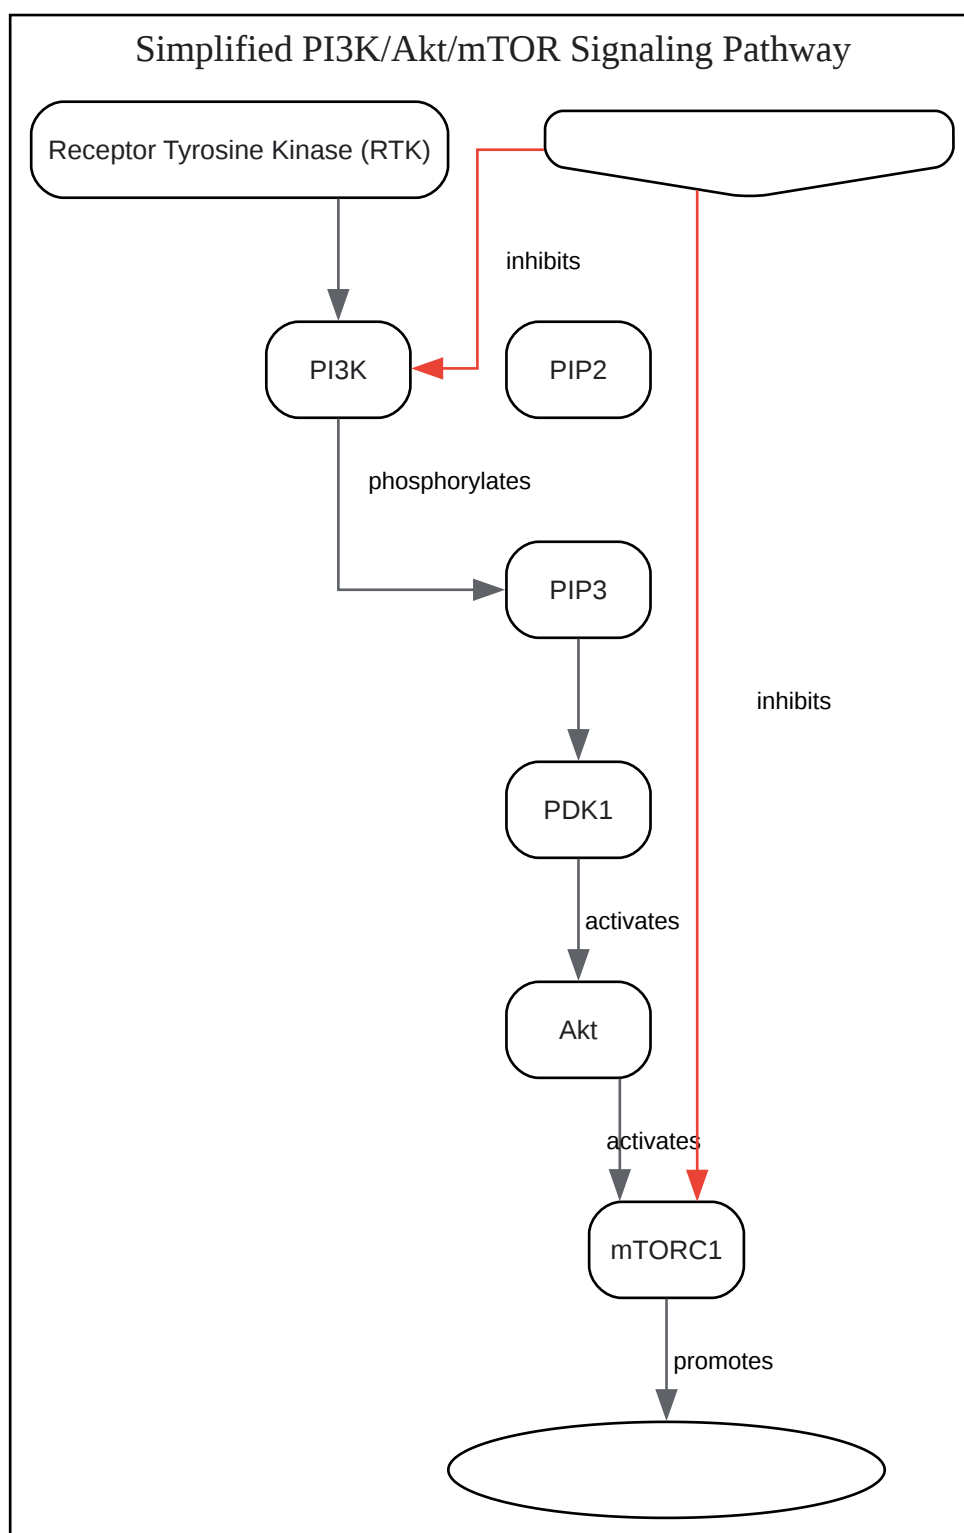 Simplified PI3K/Akt/mTOR Signaling Pathway
Receptor Tyrosine Kinase (RTK)
inhibits
PI3K
PIP2
phosphorylates
PIP3
inhibits
PDK1
activates
Akt
activates
mTORC1
promotes